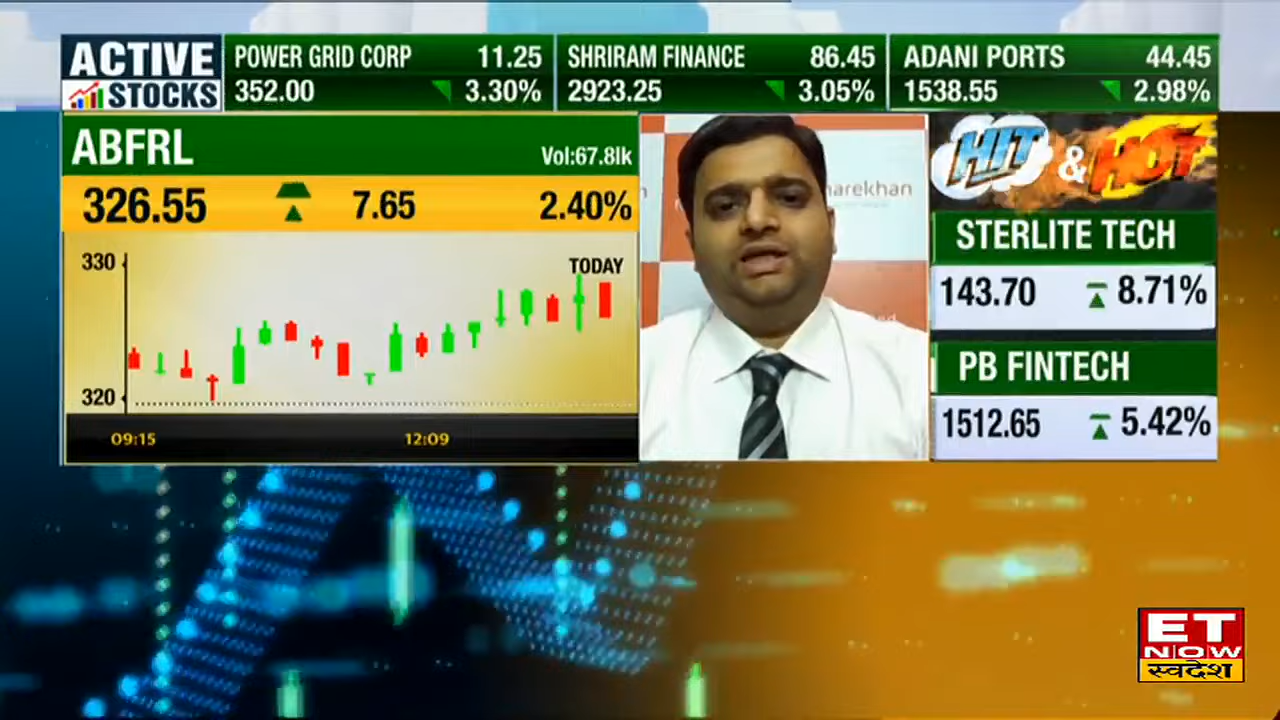 ACTIVE
STOCKS
POWER GRID CORP 11.25
352.00 3.30%
SHRIRAM FINANCE 86.45
2923.25 3.05%
ADANI PORTS 44.45
1538.55 2.98%
ABFRL Vol:67.8lk
326.55 7.65 2.40%
330
TODAY
320
09:15 12:09
harekhan
HIT & HOT
STERLITE TECH
143.70 8.71%
PB FINTECH
1512.65 5.42%
ET
NOW
स्वदेश